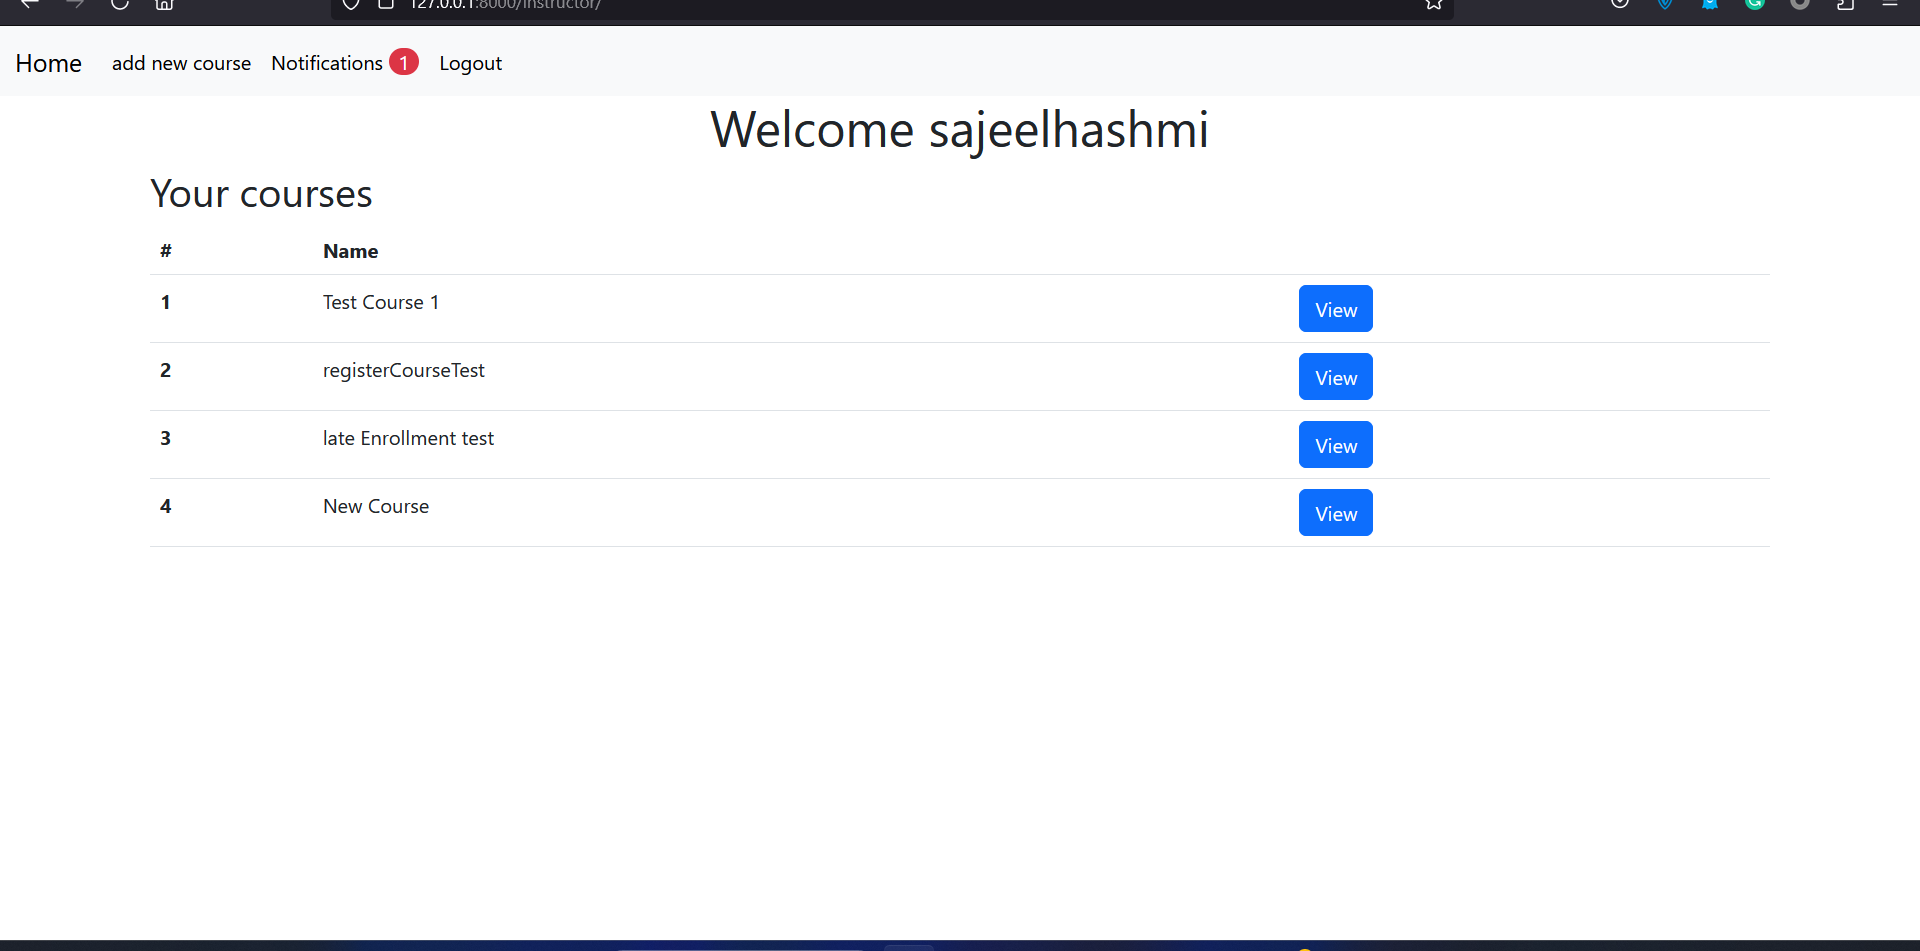 127.0.0.1:8000/instructor/
Home add new course Notifications 1 Logout
Welcome sajeelhashmi
Your courses
# Name
1 Test Course 1 View
2 registerCourseTest View
3 late Enrollment test View
4 New Course View